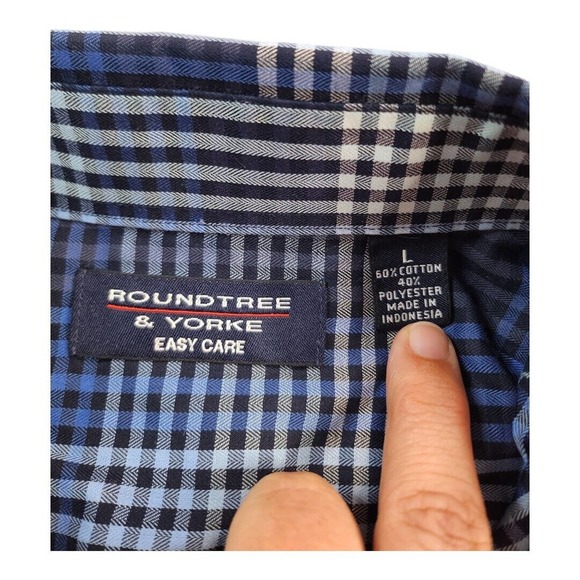 ROUNDTREE
& YORKE
EASY CARE
L
60% COTTON
40%
POLYESTER
MADE IN
INDONESIA